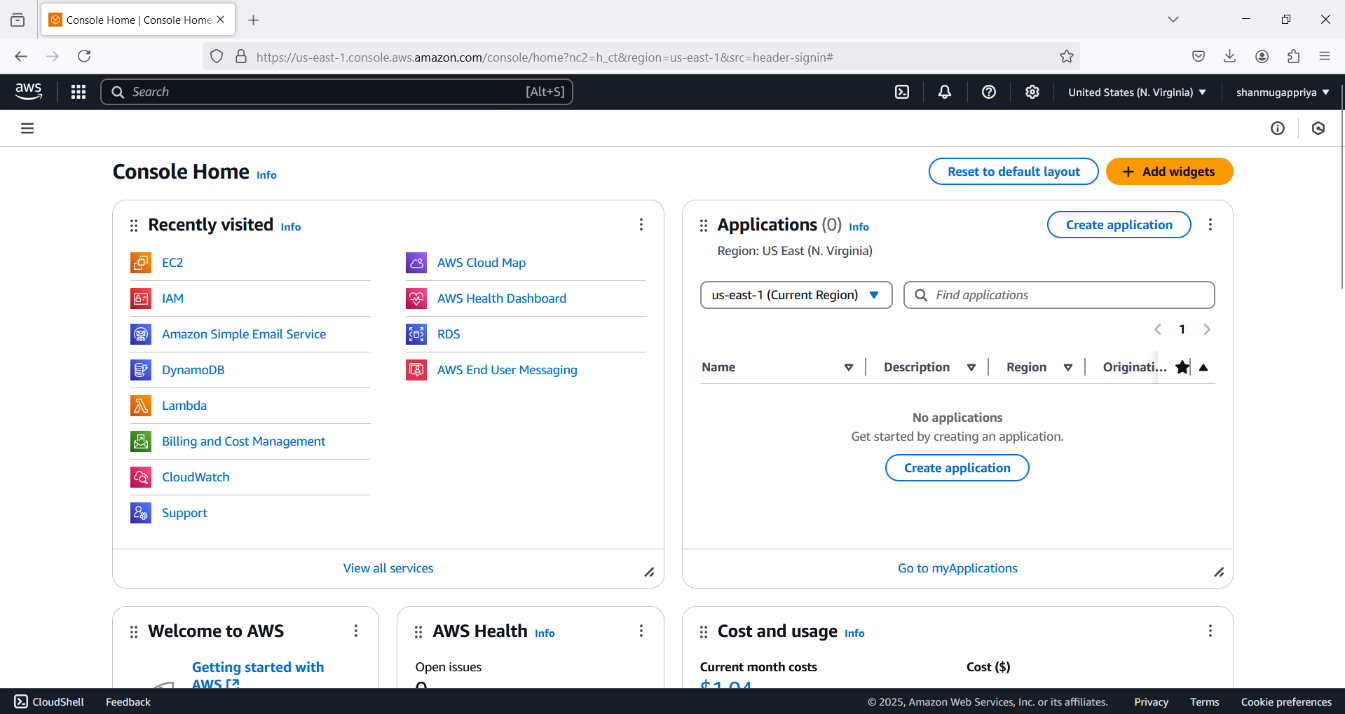 Console Home | Console Home
https://us-east-1.console.aws.amazon.com/console/home?nc2=h_ct&region=us-east-1&src=header-signin#
aws
Search
[Alt+S]
United States (N. Virginia)
shanmugappriya
Console Home Info
Reset to default layout
Add widgets
Recently visited Info
EC2
IAM
Amazon Simple Email Service
DynamoDB
Lambda
Billing and Cost Management
CloudWatch
Support
AWS Cloud Map
AWS Health Dashboard
RDS
AWS End User Messaging
View all services
Applications (0) Info
Create application
Region: US East (N. Virginia)
us-east-1 (Current Region)
Find applications
1
Name
Description
Region
Originati...
No applications
Get started by creating an application.
Create application
Go to myApplications
Welcome to AWS
Getting started with
AWS
AWS Health Info
Open issues
0
Cost and usage Info
Current month costs
$1.04
Cost ($)
CloudShell
Feedback
© 2025, Amazon Web Services, Inc. or its affiliates.
Privacy
Terms
Cookie preferences